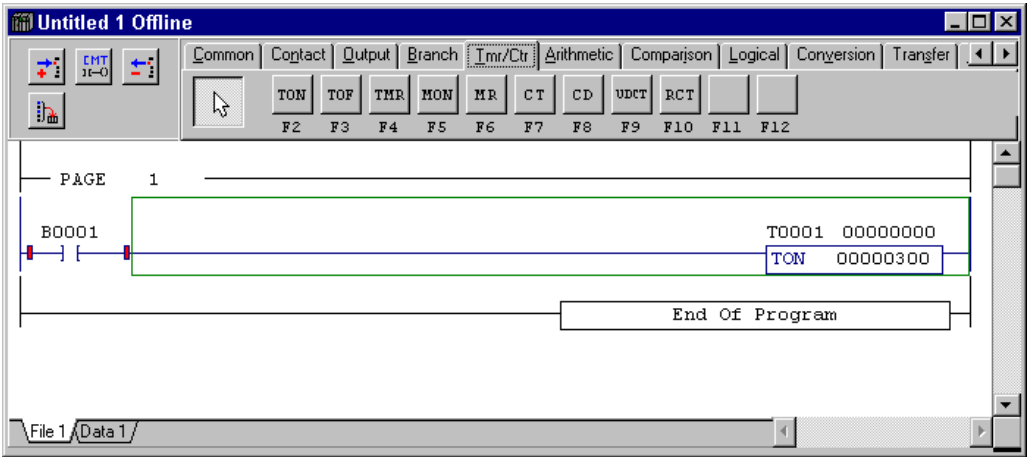 Untitled 1 Offline
CMT
Common Contact Output Branch Tmr/Ctr Arithmetic Comparison Logical Conversion Transfer
TON TOF TMR MON MR CT CD UDCT RCT
F2 F3 F4 F5 F6 F7 F8 F9 F10 F11 F12
PAGE 1
B0001
T0001 00000000
TON 00000300
End Of Program
File 1 Data 1